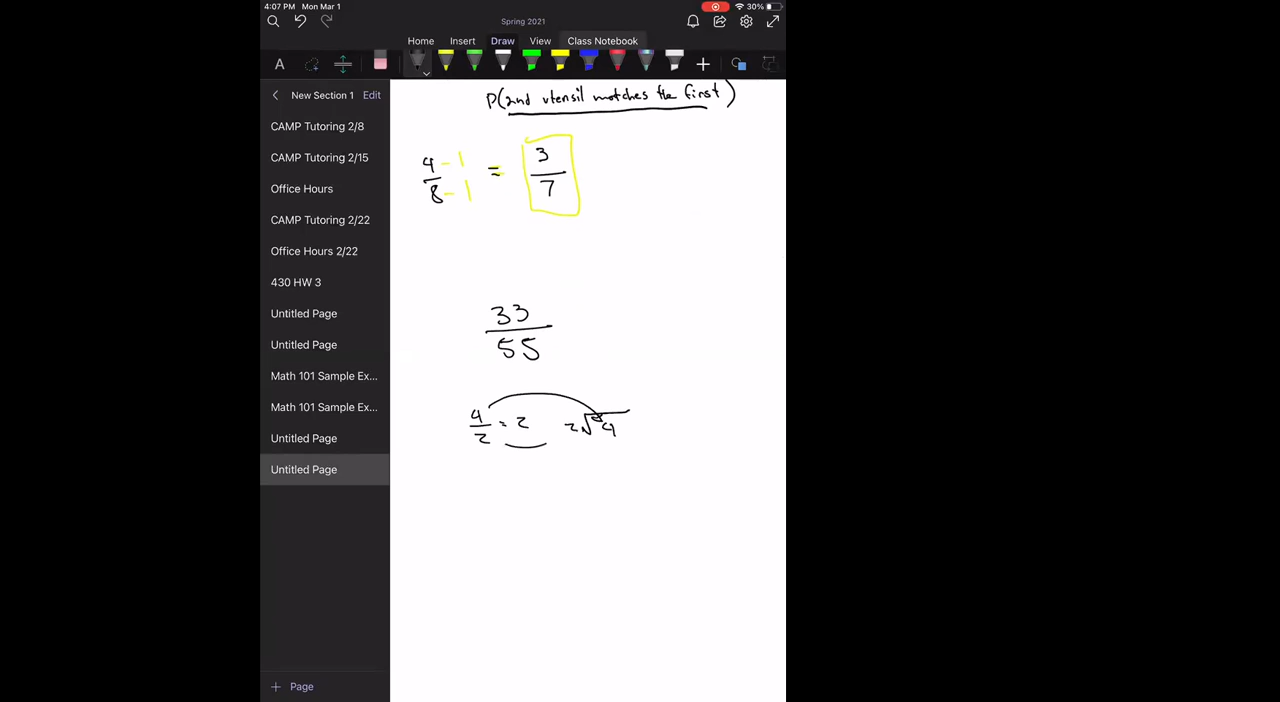 4:07 PM Mon Mar 1
30%
Spring 2021
Home Insert Draw View Class Notebook
A
New Section 1 Edit
CAMP Tutoring 2/8
CAMP Tutoring 2/15
Office Hours
CAMP Tutoring 2/22
Office Hours 2/22
430 HW 3
Untitled Page
Untitled Page
Math 101 Sample Ex...
Math 101 Sample Ex...
Untitled Page
Untitled Page
+ Page
P(2nd utensil matches the first)
4 - 1 = 3
8 - 1 7
33
55
4 = 2 2√4
2